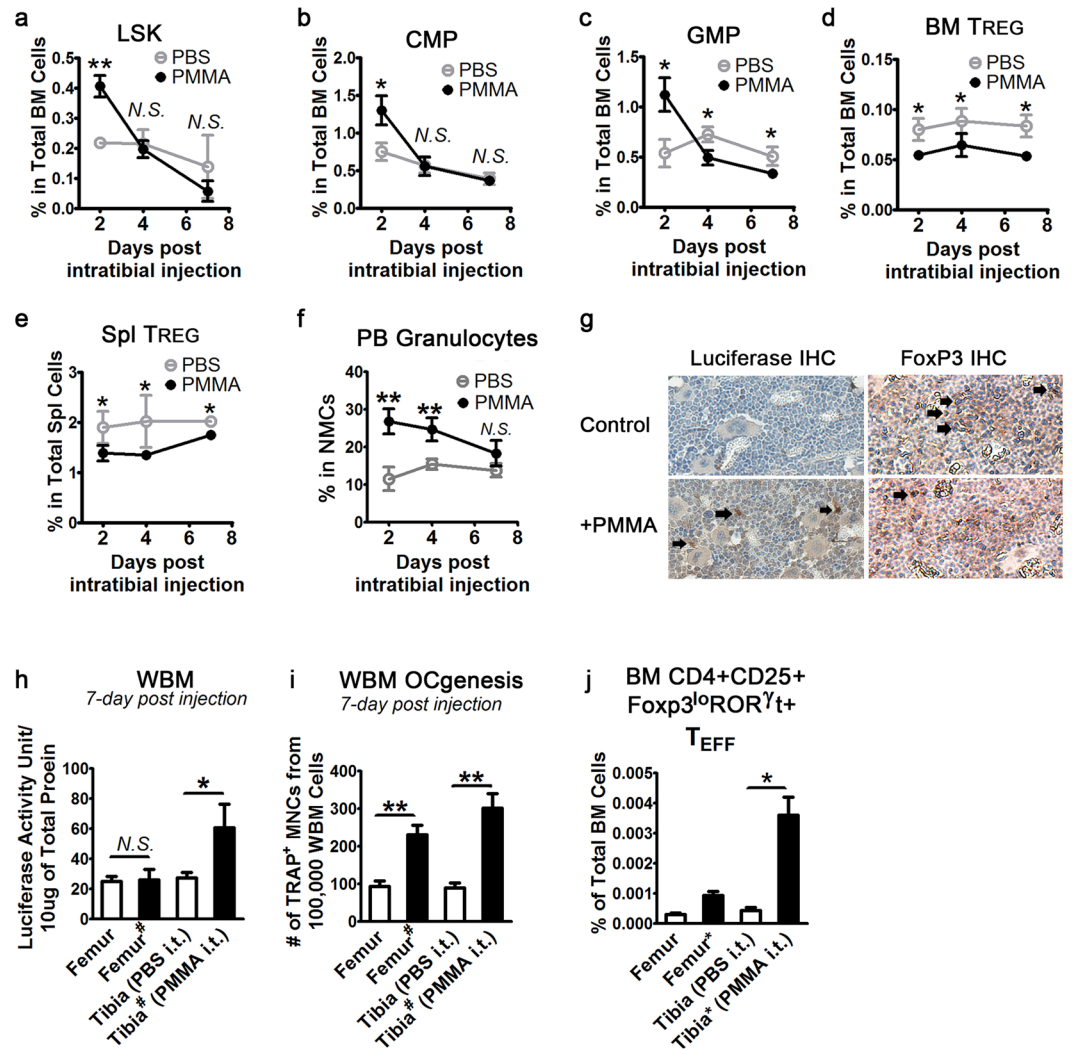 a
LSK
PBS
PMMA
**
N.S.
N.S.
% in Total BM Cells
0.5
0.4
0.3
0.2
0.1
0.0
2 4 6 8
Days post
intratibial injection
b
CMP
PBS
PMMA
*
N.S.
N.S.
% in Total BM Cells
2.0
1.5
1.0
0.5
0.0
2 4 6 8
Days post
intratibial injection
c
GMP
PBS
PMMA
*
*
*
% in Total BM Cells
1.5
1.0
0.5
0.0
2 4 6 8
Days post
intratibial injection
d
BM TREG
PBS
PMMA
*
*
*
% in Total BM Cells
0.15
0.10
0.05
0.00
2 4 6 8
Days post
intratibial injection
e
Spl TREG
PBS
PMMA
*
*
*
% in Total Spl Cells
3
2
1
0
2 4 6 8
Days post
intratibial injection
f
PB Granulocytes
PBS
PMMA
**
**
N.S.
% in NMCs
40
30
20
10
0
2 4 6 8
Days post
intratibial injection
g
Luciferase IHC
FoxP3 IHC
Control
+PMMA
h
WBM
7-day post injection
Luciferase Activity Unit/
10ug of Total Proein
100
80
60
40
20
0
N.S.
*
Femur
Femur#
Tibia (PBS i.t.)
Tibia# (PMMA i.t.)
i
WBM OCgenesis
7-day post injection
# of TRAP+ MNCs from
100,000 WBM Cells
400
300
200
100
0
**
**
Femur
Femur#
Tibia (PBS i.t.)
Tibia# (PMMA i.t.)
j
BM CD4+CD25+
Foxp3loRORγt+
TEFF
% of Total BM Cells
0.005
0.004
0.003
0.002
0.001
0.000
*
Femur
Femur*
Tibia (PBS i.t.)
Tibia* (PMMA i.t.)